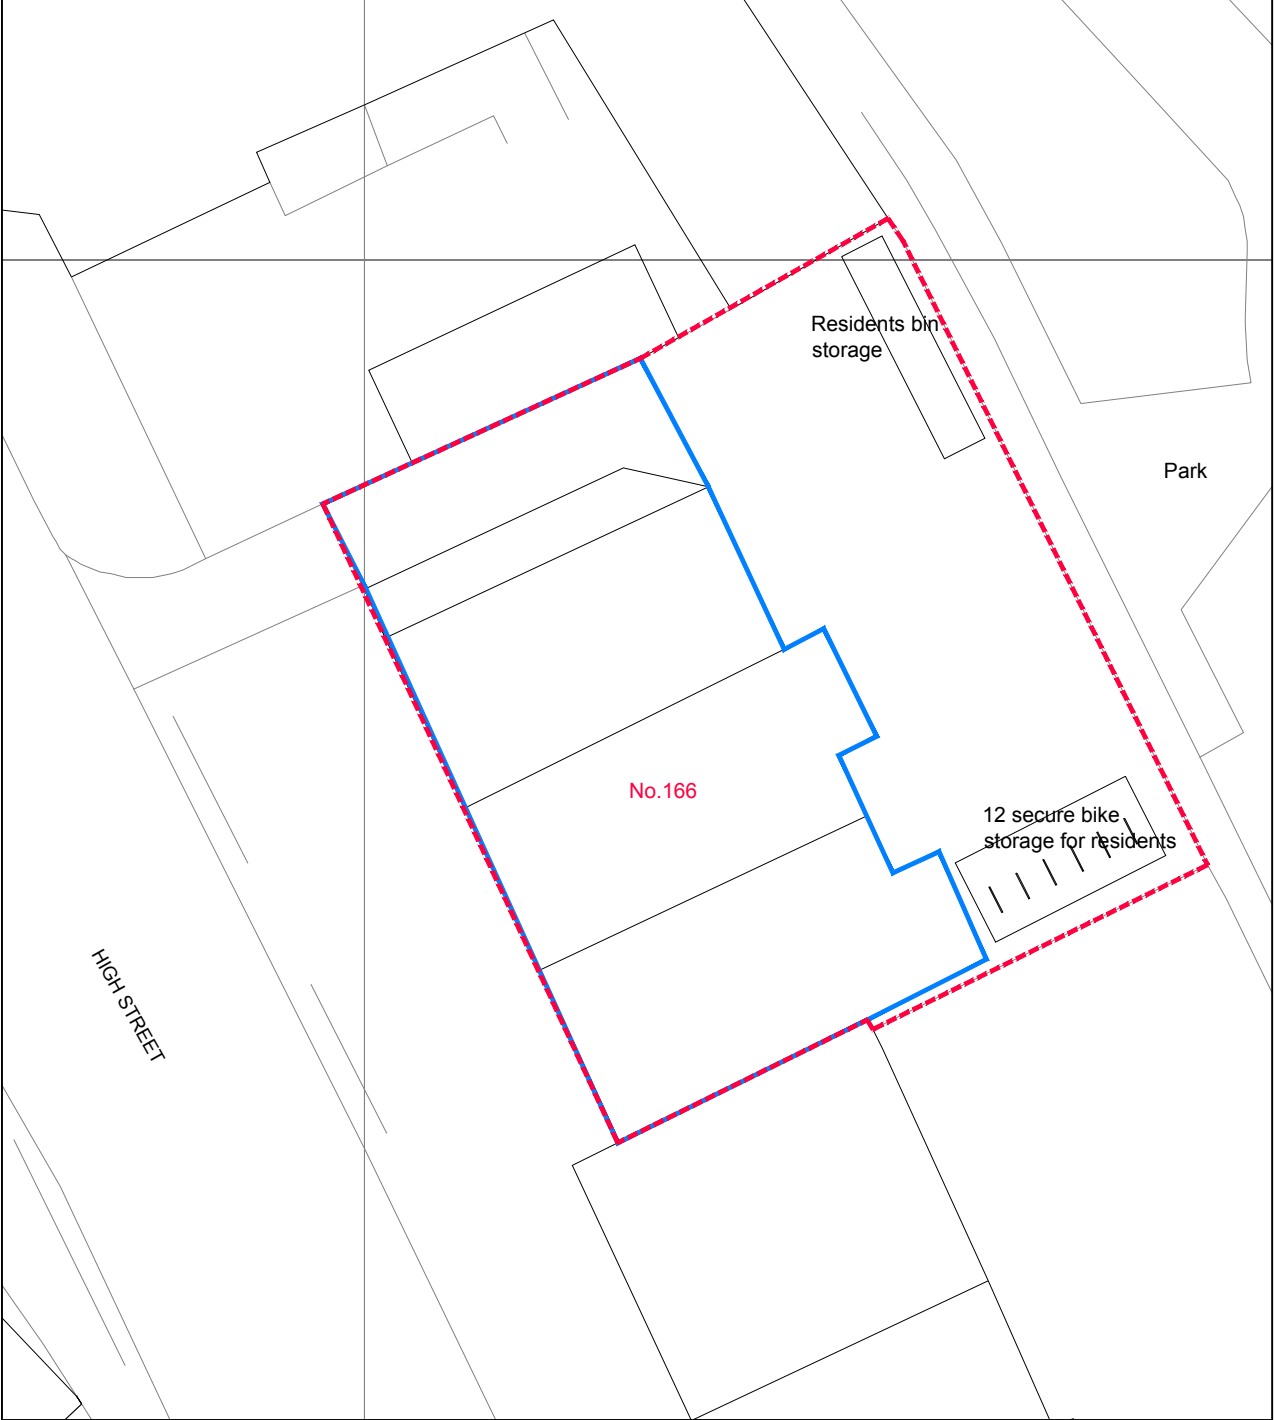 Residents bin
storage
Park
No.166
12 secure bike
storage for residents
HIGH STREET